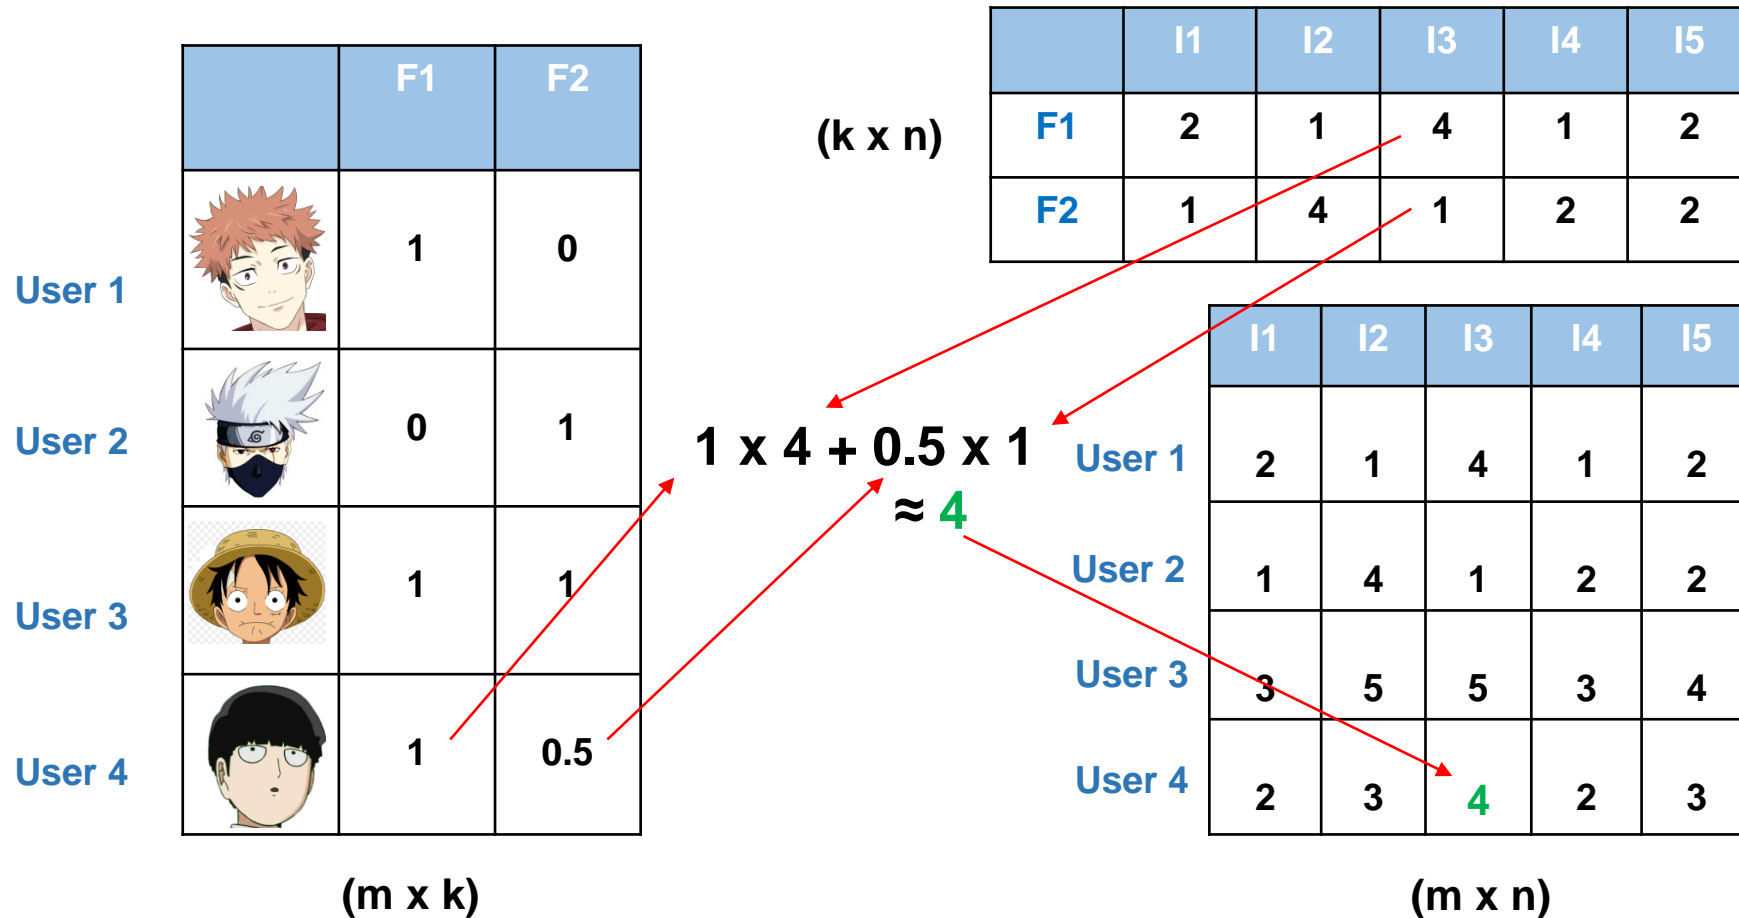 F1 F2
User 1 1 0
User 2 0 1
User 3 1 1
User 4 1 0.5
(m x k)
(k x n)
I1 I2 I3 I4 I5
F1 2 1 4 1 2
F2 1 4 1 2 2
1 x 4 + 0.5 x 1
≈ 4
I1 I2 I3 I4 I5
User 1 2 1 4 1 2
User 2 1 4 1 2 2
User 3 3 5 5 3 4
User 4 2 3 4 2 3
(m x n)